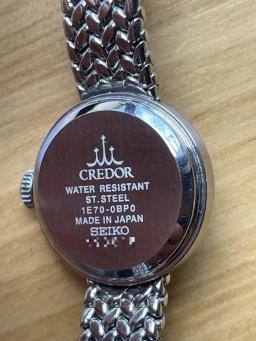 CREDOR
WATER RESISTANT
ST. STEEL
1E70-0BP0
MADE IN JAPAN
SEIKO